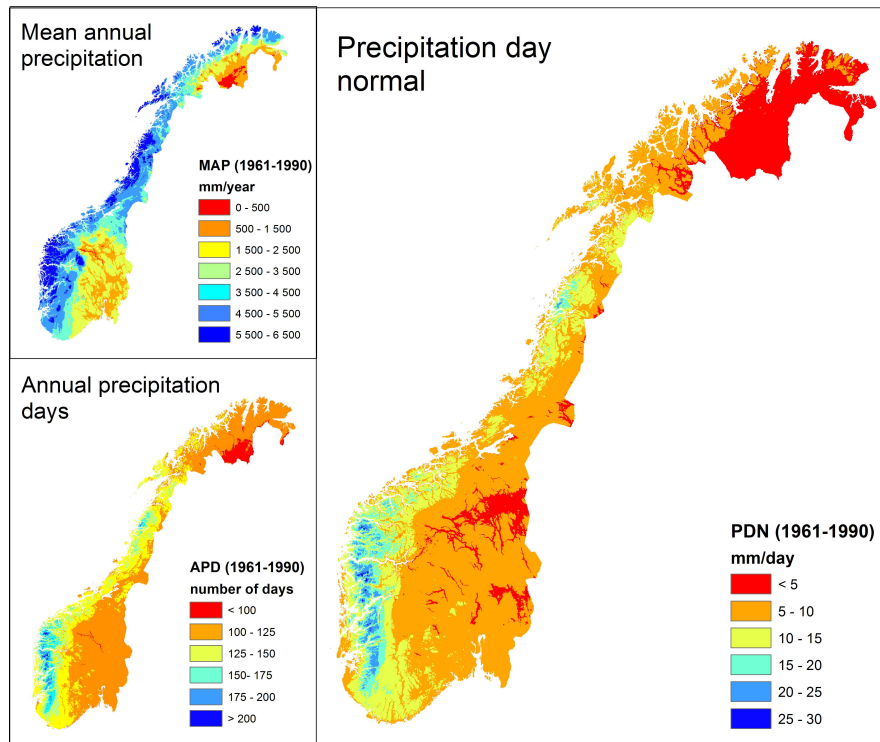 Mean annual
precipitation
MAP (1961-1990)
mm/year
0 - 500
500 - 1 500
1 500 - 2 500
2 500 - 3 500
3 500 - 4 500
4 500 - 5 500
5 500 - 6 500
Annual precipitation
days
APD (1961-1990)
number of days
< 100
100 - 125
125 - 150
150- 175
175 - 200
> 200
Precipitation day
normal
PDN (1961-1990)
mm/day
< 5
5 - 10
10 - 15
15 - 20
20 - 25
25 - 30